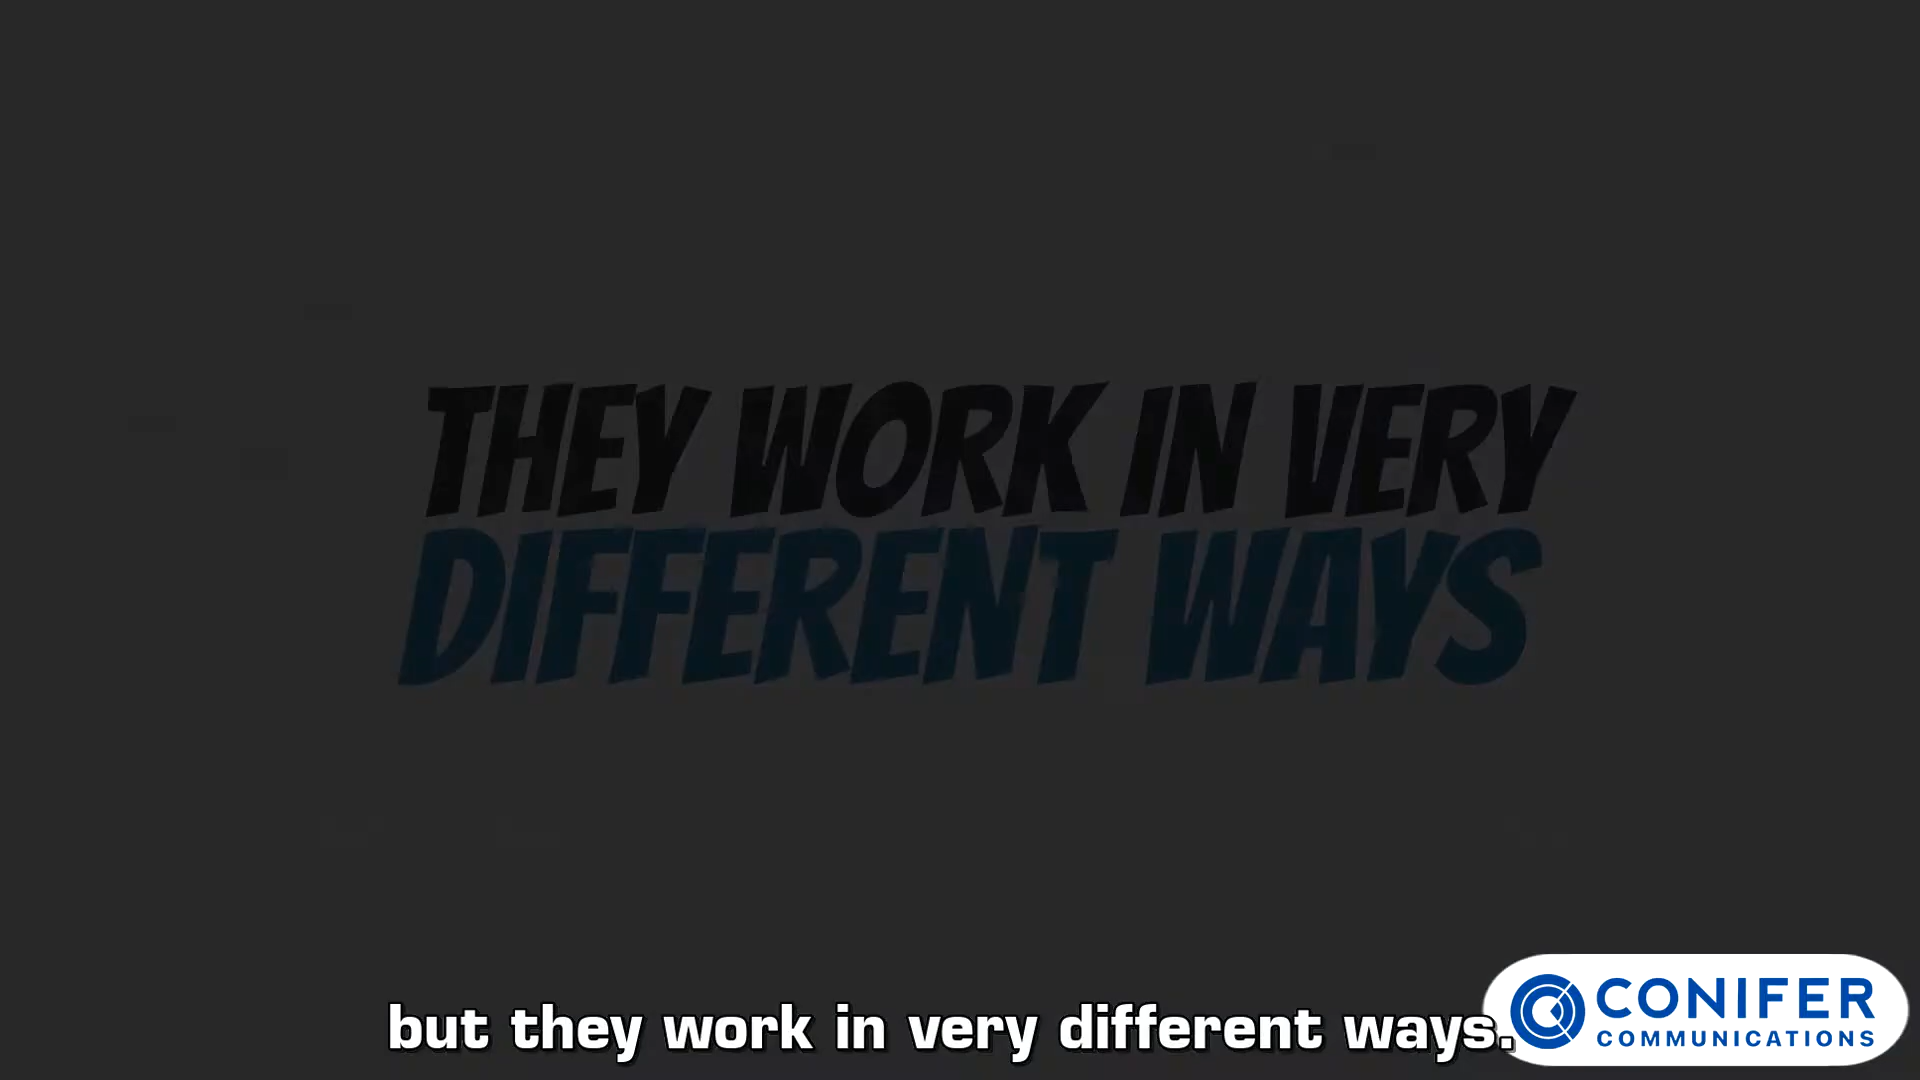 THEY WORK IN VERY
DIFFERENT WAYS
but they work in very different ways.
CONIFER
COMMUNICATIONS